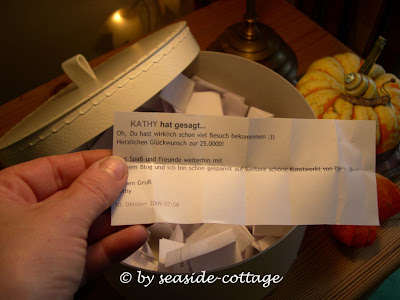 KATHY hat gesagt...
Oh, Du hast wirklich schon viel Besuch bekommen :))
Herzlichen Glückwunsch zur 25.000!
Spaß und Freunde weiterhin mit
Blog und ich bin schon gespannt auf weitere schöne Kunstwerke von Dir
Gruß
Oktober 2009 07:58
© by seaside-cottage